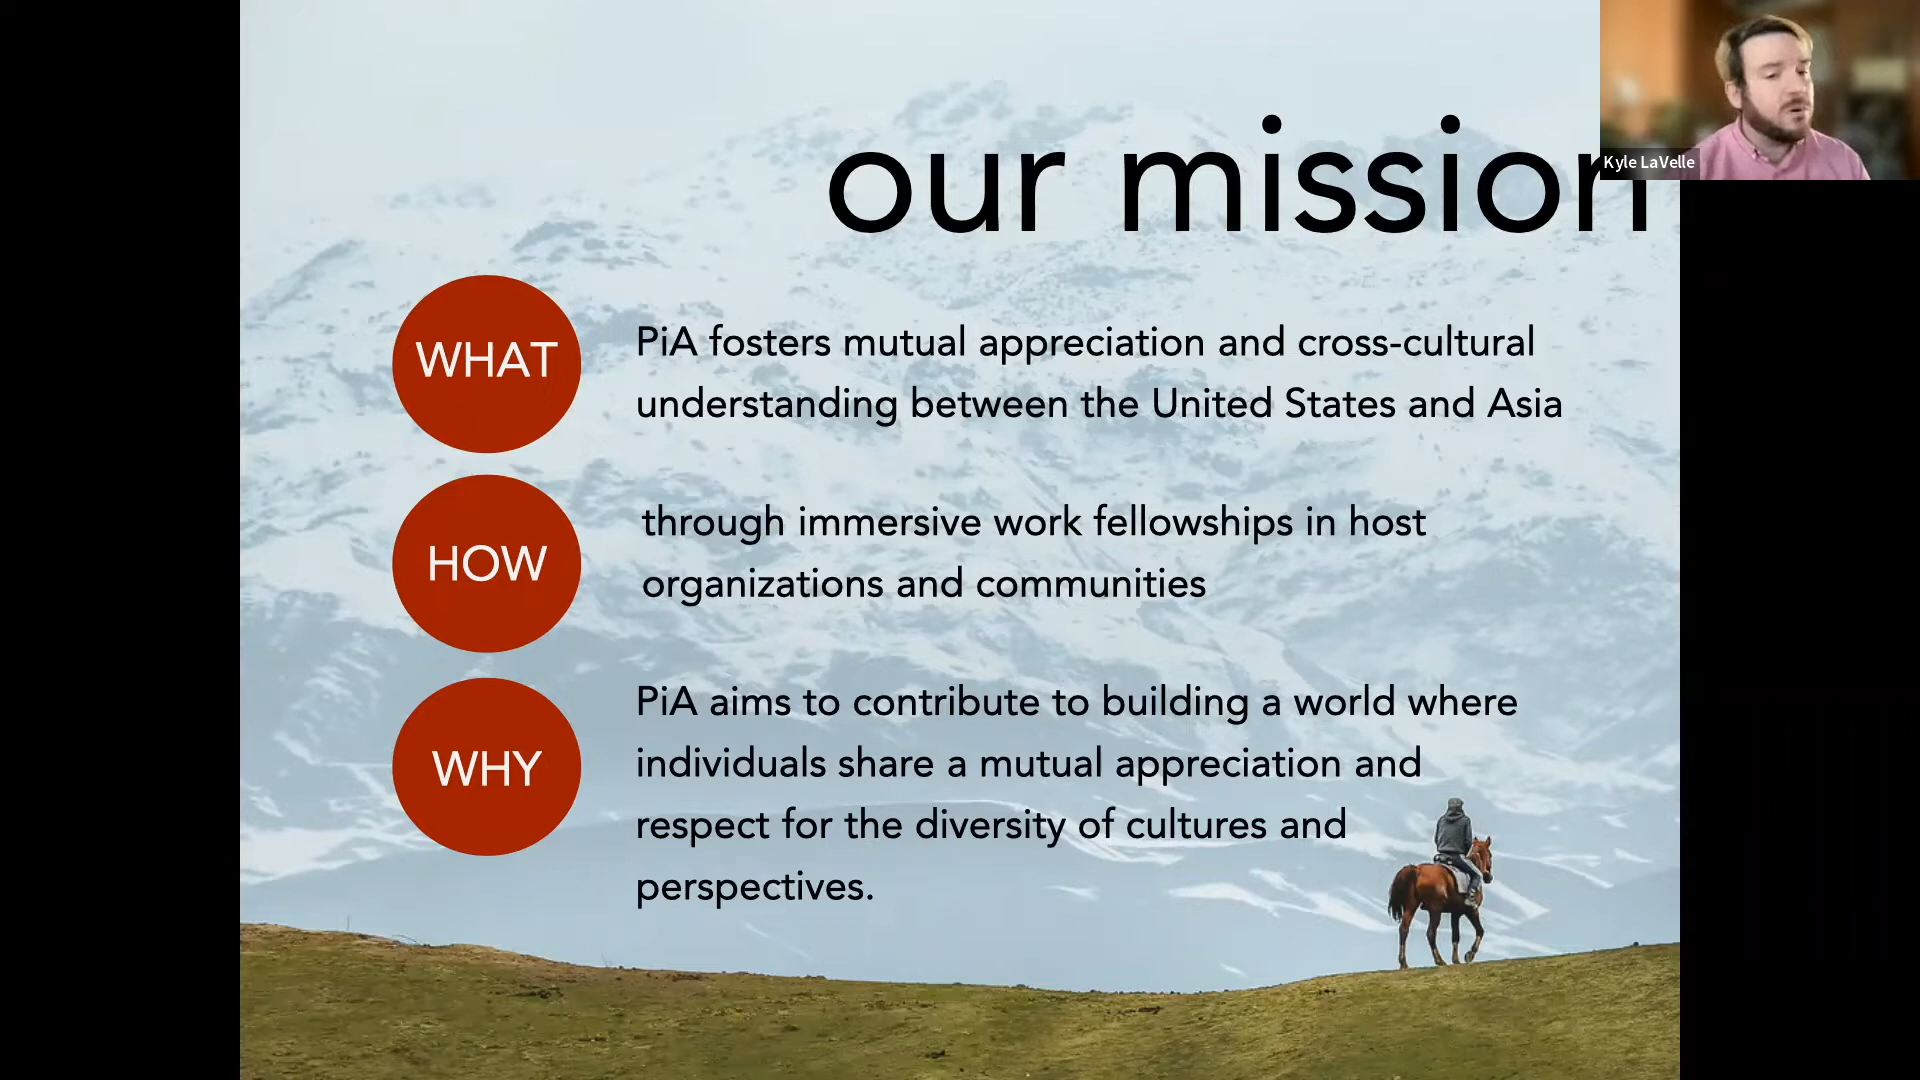 our mission
Kyle LaVelle
WHAT
PiA fosters mutual appreciation and cross-cultural
understanding between the United States and Asia
HOW
through immersive work fellowships in host
organizations and communities
WHY
PiA aims to contribute to building a world where
individuals share a mutual appreciation and
respect for the diversity of cultures and
perspectives.